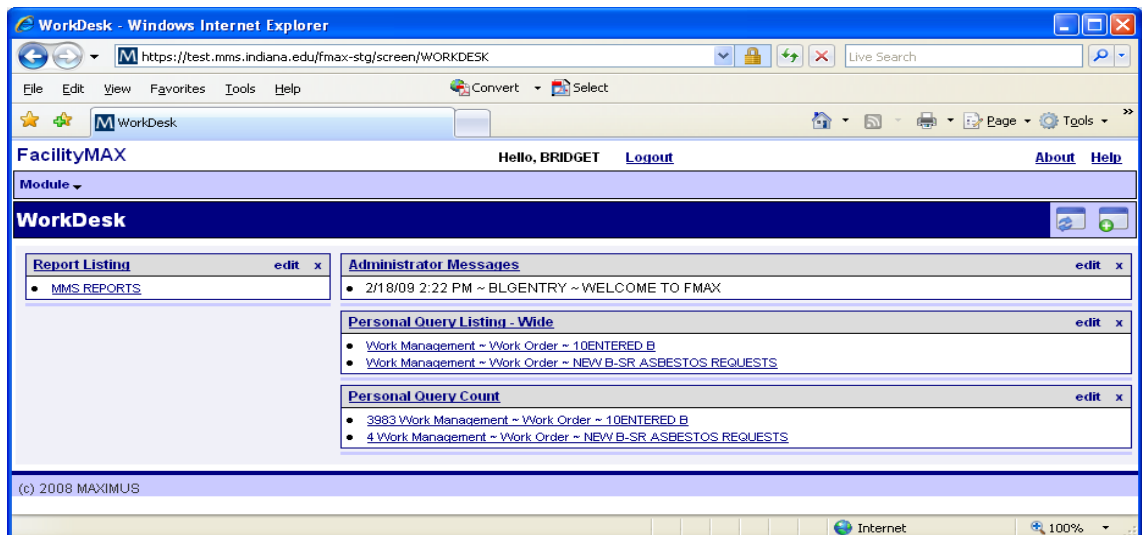 WorkDesk - Windows Internet Explorer
https://test.mms.indiana.edu/fmax-stg/screen/WORKDESK
Live Search
File Edit View Favorites Tools Help
Convert Select
WorkDesk
Page Tools »
FacilityMAX Hello, BRIDGET Logout About Help
Module
WorkDesk
Report Listing edit x
MMS REPORTS
Administrator Messages edit x
2/18/09 2:22 PM ~ BLGENTRY ~ WELCOME TO FMAX
Personal Query Listing - Wide edit x
Work Management ~ Work Order ~ 10ENTERED B
Work Management ~ Work Order ~ NEW B-SR ASBESTOS REQUESTS
Personal Query Count edit x
3983 Work Management ~ Work Order ~ 10ENTERED B
4 Work Management ~ Work Order ~ NEW B-SR ASBESTOS REQUESTS
(c) 2008 MAXIMUS
Internet 100%